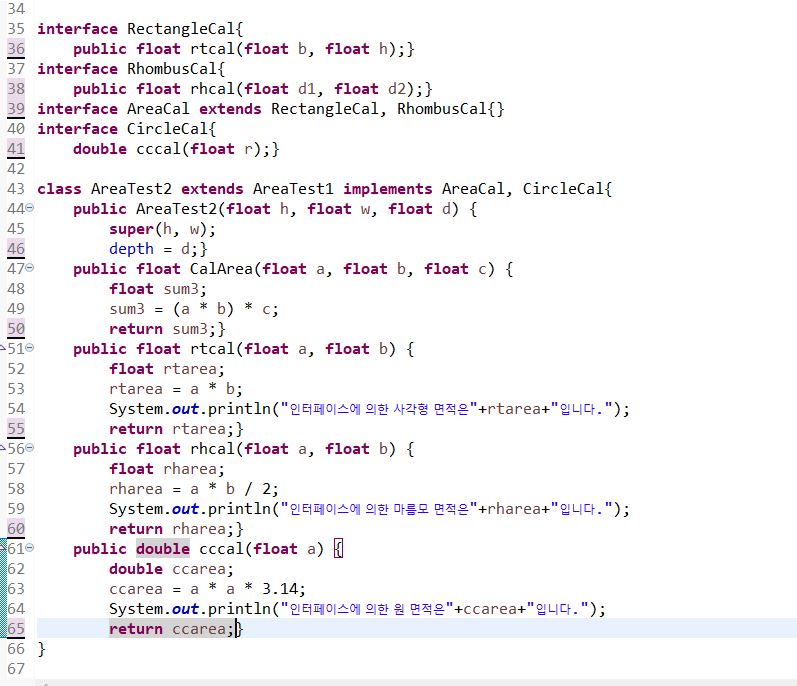 34
35 interface RectangleCal{
36     public float rtcal(float b, float h);}
37 interface RhombusCal{
38     public float rhcal(float d1, float d2);}
39 interface AreaCal extends RectangleCal, RhombusCal{}
40 interface CircleCal{
41     double cccal(float r);}
42
43 class AreaTest2 extends AreaTest1 implements AreaCal, CircleCal{
44     public AreaTest2(float h, float w, float d) {
45         super(h, w);
46         depth = d;}
47     public float CalArea(float a, float b, float c) {
48         float sum3;
49         sum3 = (a * b) * c;
50         return sum3;}
51     public float rtcal(float a, float b) {
52         float rtarea;
53         rtarea = a * b;
54         System.out.println("인터페이스에 의한 사각형 면적은"+rtarea+"입니다.");
55         return rtarea;}
56     public float rhcal(float a, float b) {
57         float rharea;
58         rharea = a * b / 2;
59         System.out.println("인터페이스에 의한 마름모 면적은"+rharea+"입니다.");
60         return rharea;}
61     public double cccal(float a) {
62         double ccarea;
63         ccarea = a * a * 3.14;
64         System.out.println("인터페이스에 의한 원 면적은"+ccarea+"입니다.");
65         return ccarea;}
66 }
67